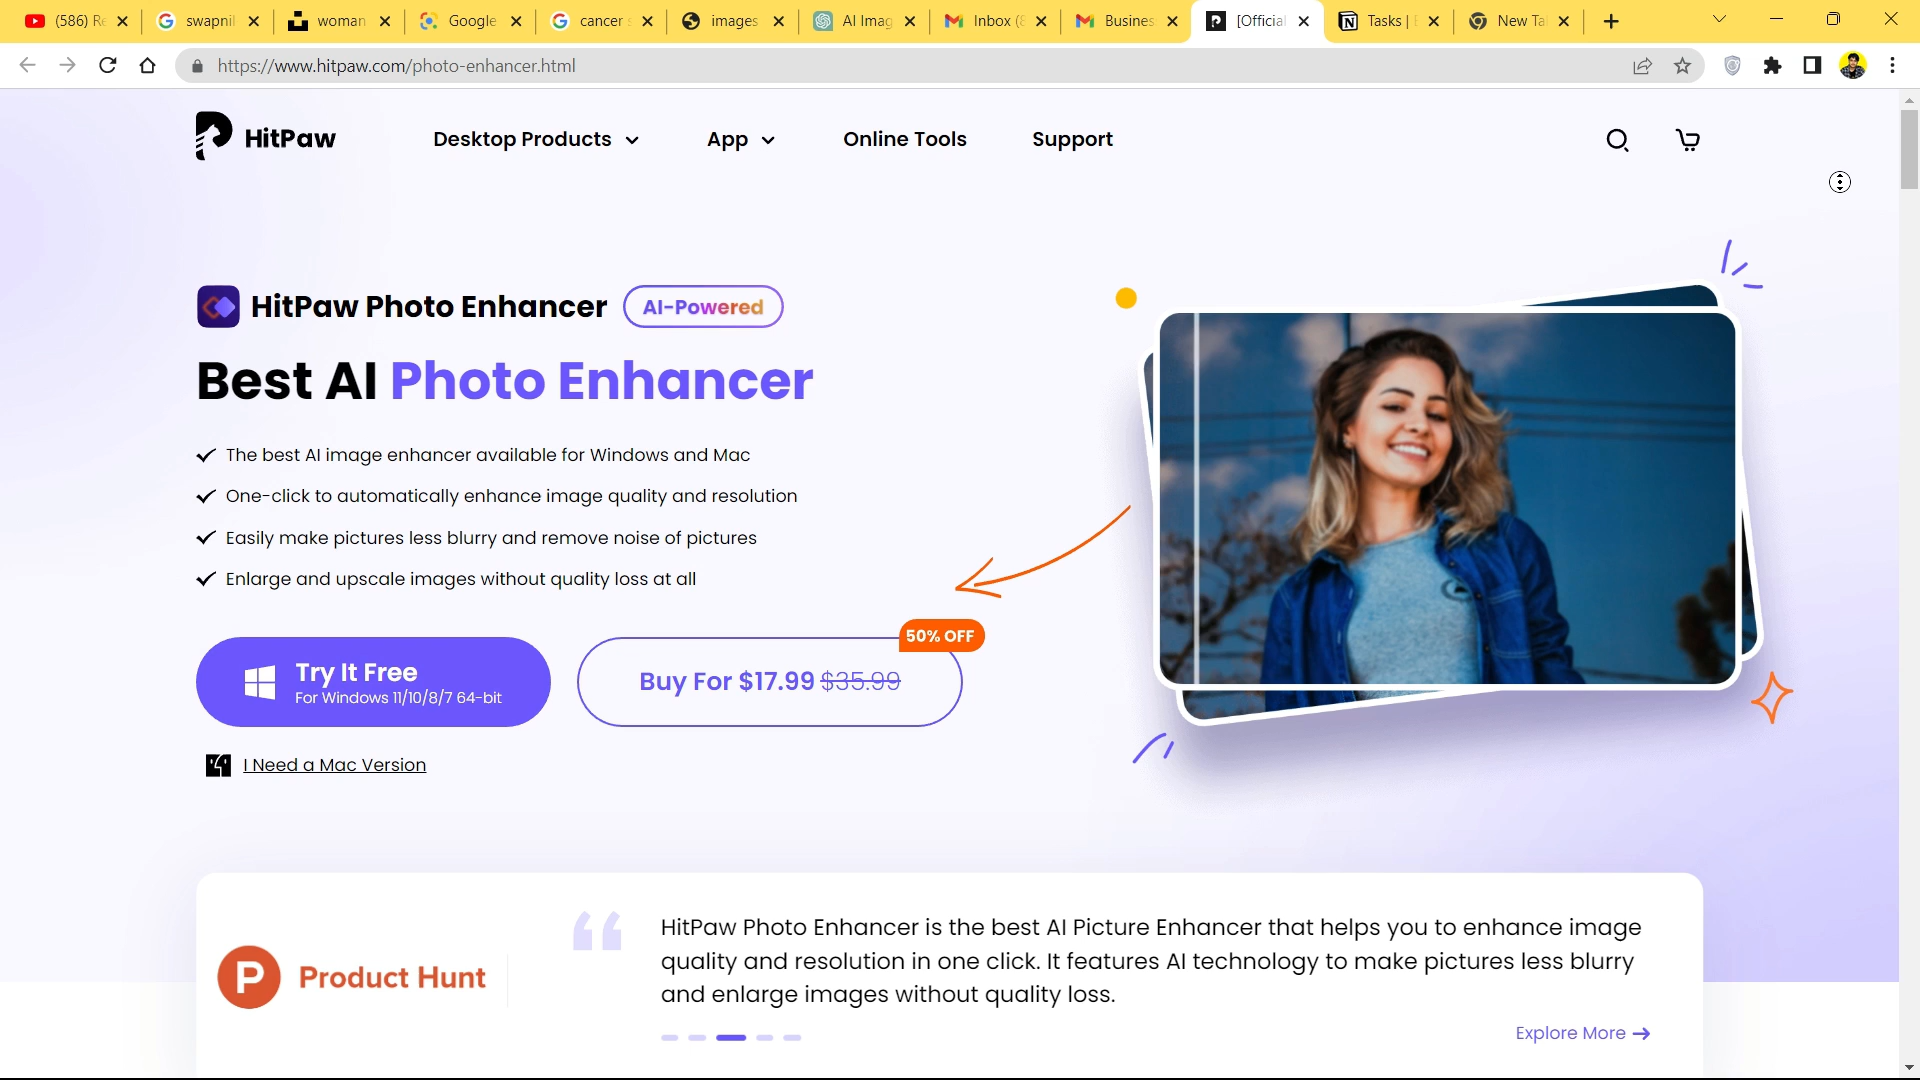 (586) Re
swapnil
woman
Google
cancer s
images
AI Imag
Inbox (8
Busines
[Official
Tasks | E
New Ta
https://www.hitpaw.com/photo-enhancer.html
HitPaw
Desktop Products
App
Online Tools
Support
HitPaw Photo Enhancer
AI-Powered
Best AI Photo Enhancer
The best AI image enhancer available for Windows and Mac
One-click to automatically enhance image quality and resolution
Easily make pictures less blurry and remove noise of pictures
Enlarge and upscale images without quality loss at all
50% OFF
Try It Free
For Windows 11/10/8/7 64-bit
Buy For $17.99 $35.99
I Need a Mac Version
P Product Hunt
“
HitPaw Photo Enhancer is the best AI Picture Enhancer that helps you to enhance image
quality and resolution in one click. It features AI technology to make pictures less blurry
and enlarge images without quality loss.
Explore More →